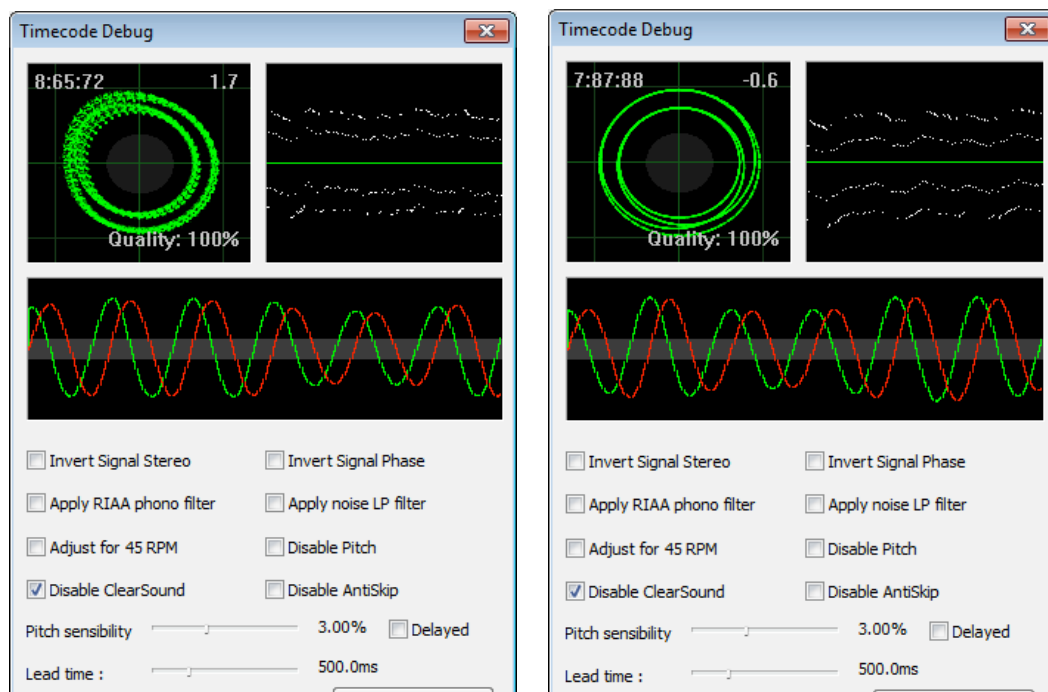 Timecode Debug
8:65:72 1.7
Quality: 100%
Invert Signal Stereo Invert Signal Phase
Apply RIAA phono filter Apply noise LP filter
Adjust for 45 RPM Disable Pitch
Disable ClearSound Disable AntiSkip
Pitch sensibility 3.00% Delayed
Lead time : 500.0ms
Timecode Debug
7:87:88 -0.6
Quality: 100%
Invert Signal Stereo Invert Signal Phase
Apply RIAA phono filter Apply noise LP filter
Adjust for 45 RPM Disable Pitch
Disable ClearSound Disable AntiSkip
Pitch sensibility 3.00% Delayed
Lead time : 500.0ms